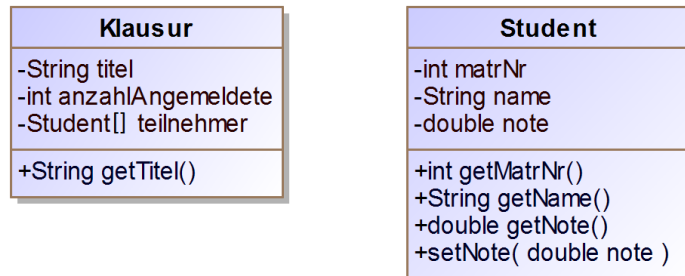 Klausur
-String titel
-int anzahlAngemeldete
-Student[] teilnehmer
+String getTitel()
Student
-int matrNr
-String name
-double note
+int getMatrNr()
+String getName()
+double getNote()
+setNote( double note )